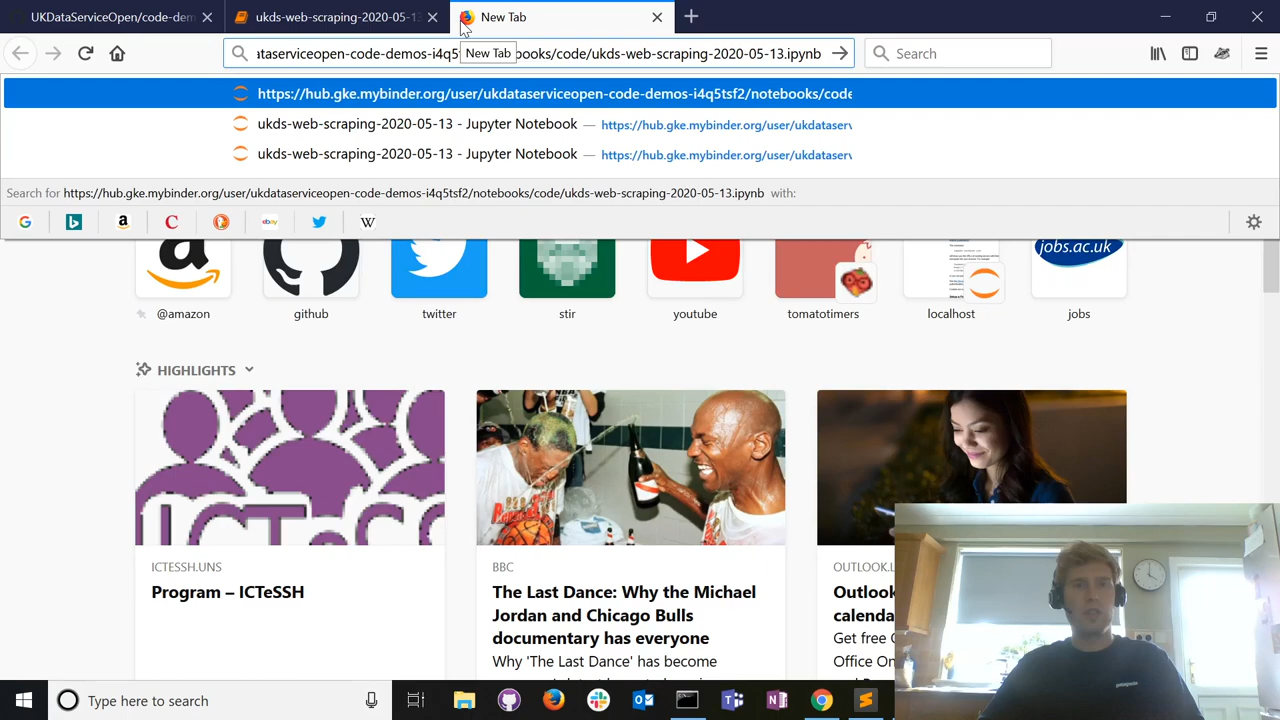 UKDataServiceOpen/code-dem
ukds-web-scraping-2020-05-13
New Tab
New Tab
ataserviceopen-code-demos-i4q5
ooks/code/ukds-web-scraping-2020-05-13.ipynb
Search
https://hub.gke.mybinder.org/user/ukdataserviceopen-code-demos-i4q5tsf2/notebooks/code
ukds-web-scraping-2020-05-13 - Jupyter Notebook — https://hub.gke.mybinder.org/user/ukdataserv
ukds-web-scraping-2020-05-13 - Jupyter Notebook — https://hub.gke.mybinder.org/user/ukdataserv
Search for https://hub.gke.mybinder.org/user/ukdataserviceopen-code-demos-i4q5tsf2/notebooks/code/ukds-web-scraping-2020-05-13.ipynb with:
jobs.ac.uk
@amazon
github
twitter
stir
youtube
tomatotimers
localhost
jobs
HIGHLIGHTS
ICTESSH.UNS
Program – ICTeSSH
BBC
The Last Dance: Why the Michael
Jordan and Chicago Bulls
documentary has everyone
Why 'The Last Dance' has become
OUTLOOK.L
Outlook
calenda
Get free
Office On
Type here to search